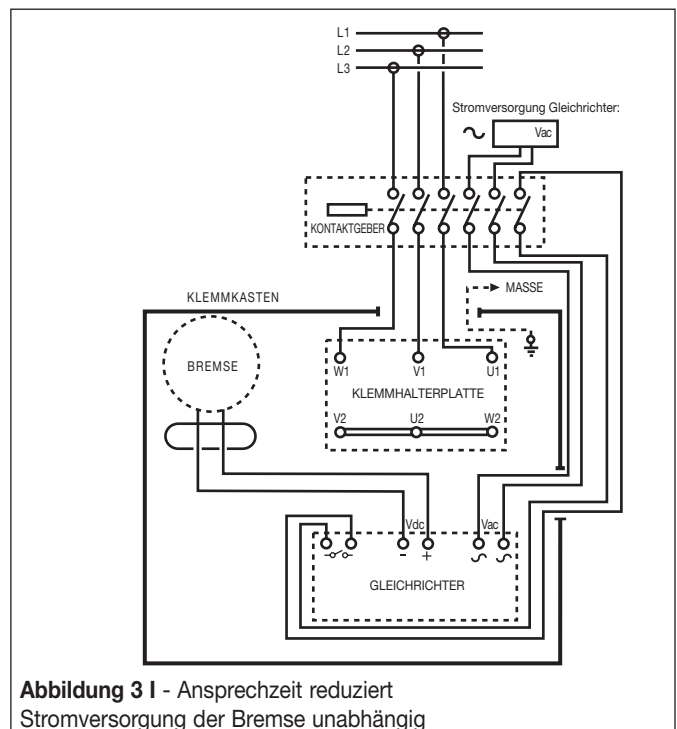 L1
L2
L3
Stromversorgung Gleichrichter:
Vac
KONTAKTGEBER
MASSE
KLEMMKASTEN
BREMSE
W1 V1 U1
KLEMMHALTERPLATTE
V2 U2 W2
Vdc Vac
- +
GLEICHRICHTER
Abbildung 3 I - Ansprechzeit reduziert
Stromversorgung der Bremse unabhängig